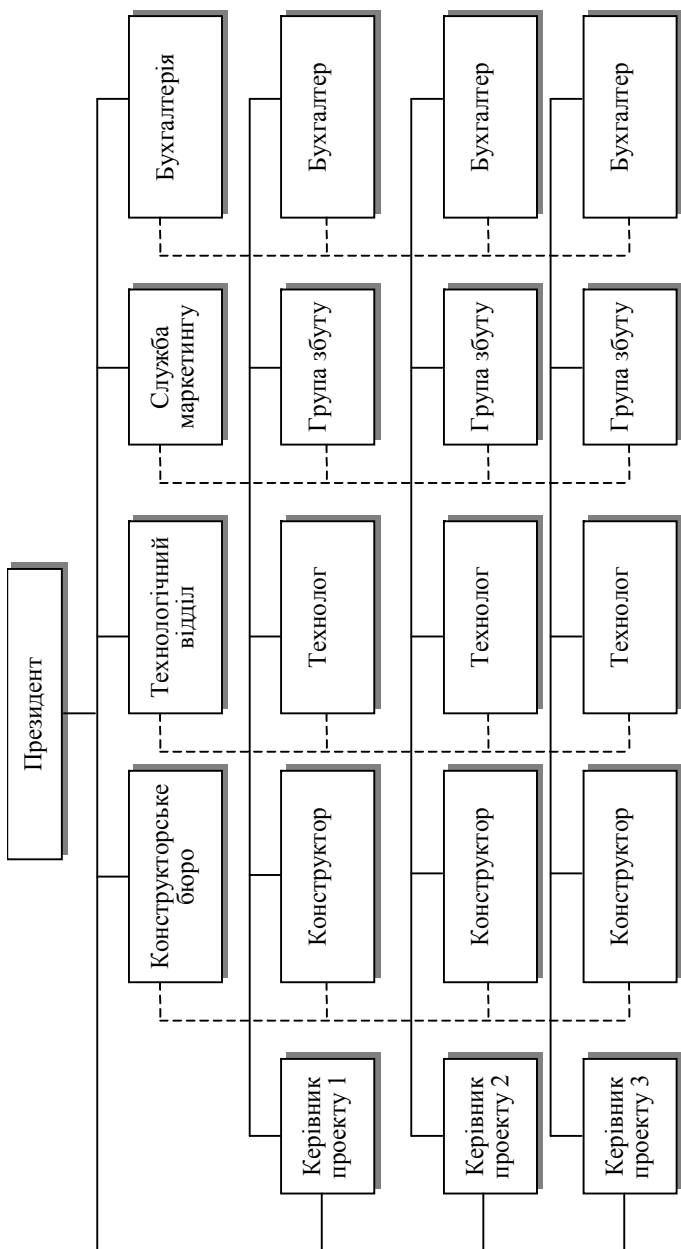 Президент
Конструкторське
бюро
Технологічний
відділ
Служба
маркетингу
Бухгалтерія
Керівник
проекту 1
Конструктор
Технолог
Група збуту
Бухгалтер
Керівник
проекту 2
Конструктор
Технолог
Група збуту
Бухгалтер
Керівник
проекту 3
Конструктор
Технолог
Група збуту
Бухгалтер